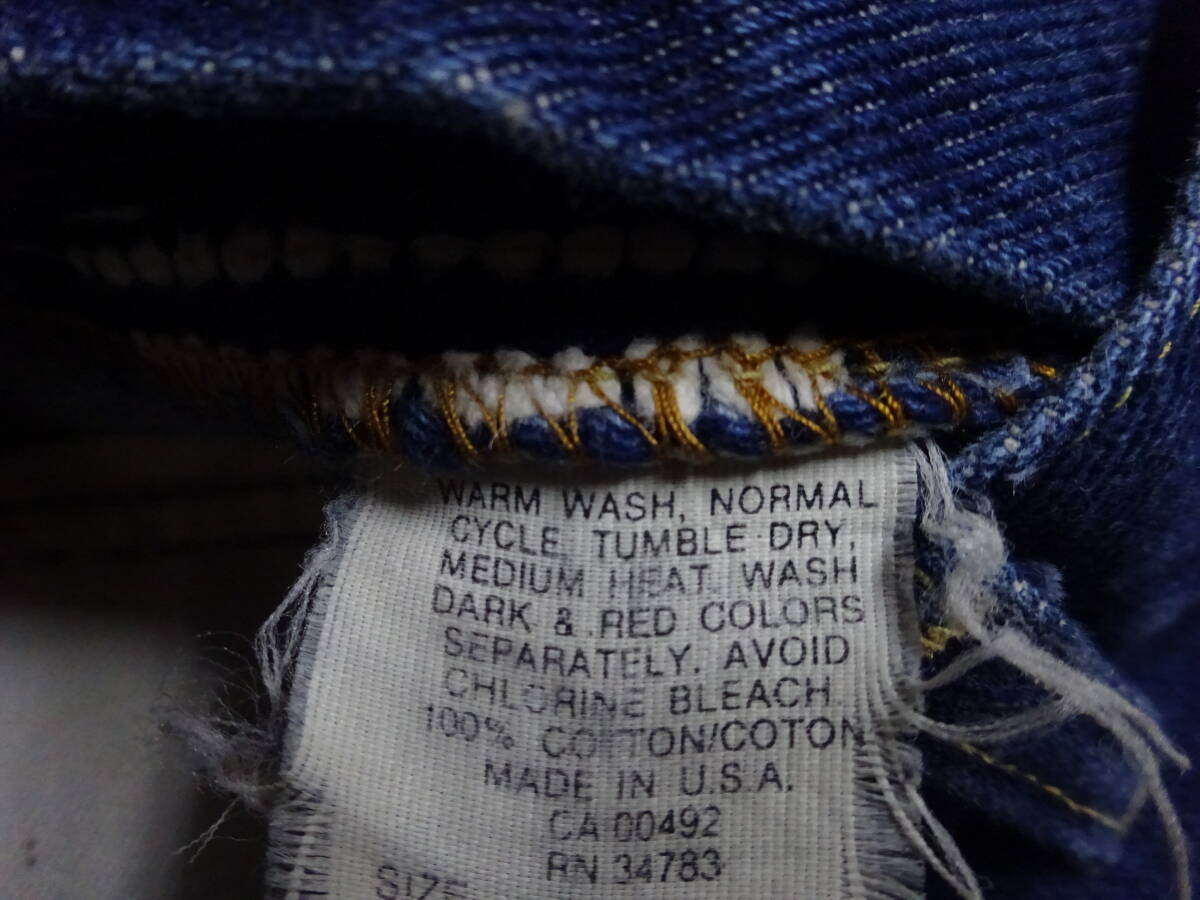 WARM WASH, NORMAL
CYCLE, TUMBLE DRY,
MEDIUM HEAT. WASH
DARK & RED COLORS
SEPARATELY. AVOID
CHLORINE BLEACH
100% COTTON/COTON
MADE IN U.S.A.
CA 00492
RN 34783
SIZE